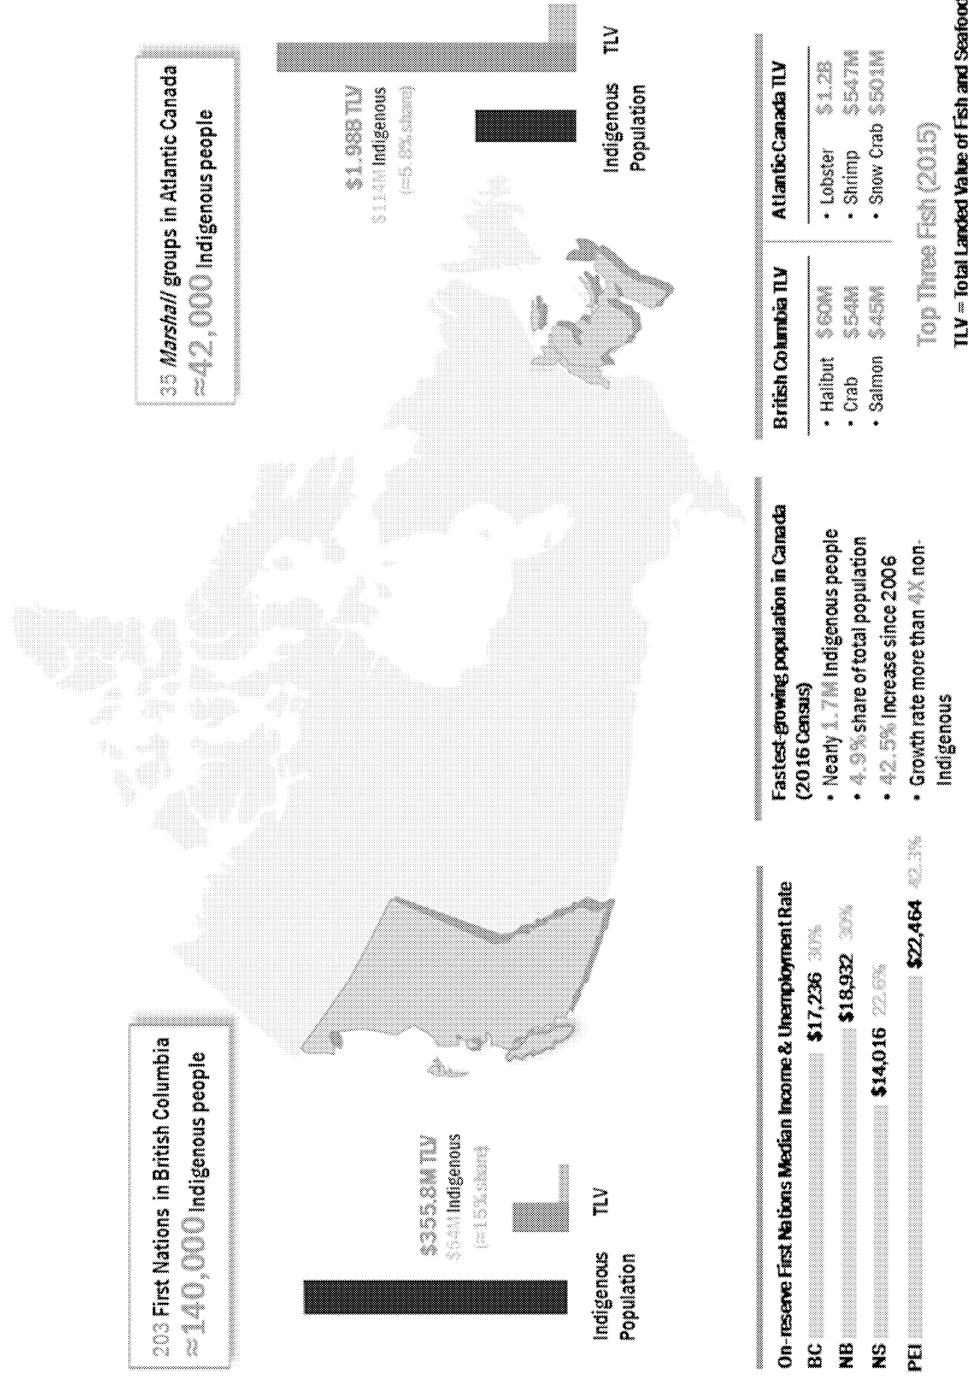 203 First Nations in British Columbia
≈140,000 Indigenous people
35 Marshall groups in Atlantic Canada
≈42,000 Indigenous people
$355.8M TLV
$54M Indigenous
(≈15% share)
Indigenous
Population
TLV
$1.98B TLV
$114M Indigenous
(≈5.8% share)
Indigenous
Population
TLV
On-reserve First Nations Median Income & Unemployment Rate
BC $17,236 30%
NB $18,932 30%
NS $14,016 22.6%
PEI $22,464 42.3%
Fastest-growing population in Canada
(2016 Census)
• Nearly 1.7M Indigenous people
• 4.9% share of total population
• 42.5% Increase since 2006
• Growth rate more than 4X non-
Indigenous
British Columbia TLV
• Halibut $60M
• Crab $54M
• Salmon $45M
Atlantic Canada TLV
• Lobster $1.2B
• Shrimp $547M
• Snow Crab $501M
Top Three Fish (2015)
TLV = Total Landed Value of Fish and Seafood